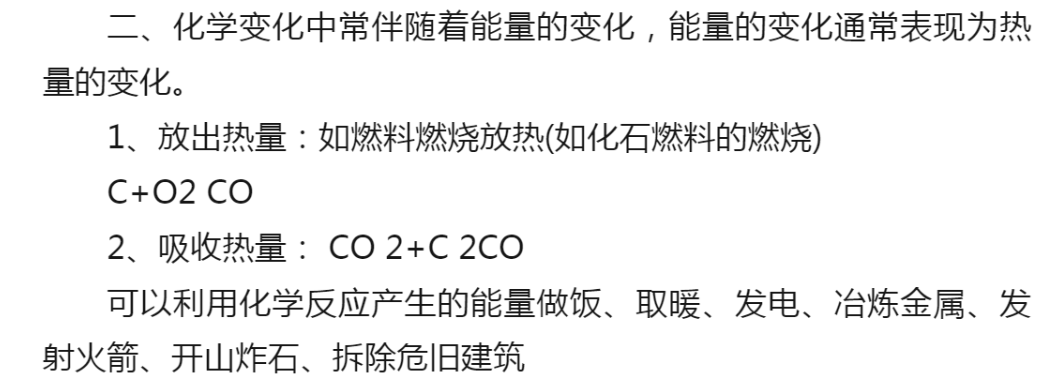 二、化学变化中常伴随着能量的变化，能量的变化通常表现为热
量的变化。
1、放出热量：如燃料燃烧放热(如化石燃料的燃烧)
C+O2 CO
2、吸收热量： CO 2+C 2CO
可以利用化学反应产生的能量做饭、取暖、发电、冶炼金属、发
射火箭、开山炸石、拆除危旧建筑